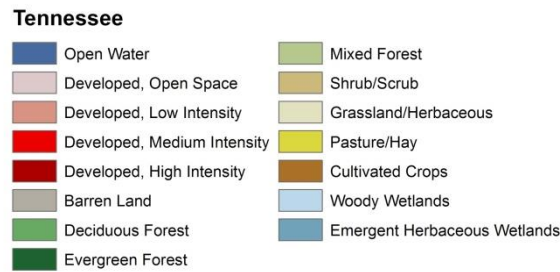 Tennessee
Open Water
Developed, Open Space
Developed, Low Intensity
Developed, Medium Intensity
Developed, High Intensity
Barren Land
Deciduous Forest
Evergreen Forest
Mixed Forest
Shrub/Scrub
Grassland/Herbaceous
Pasture/Hay
Cultivated Crops
Woody Wetlands
Emergent Herbaceous Wetlands